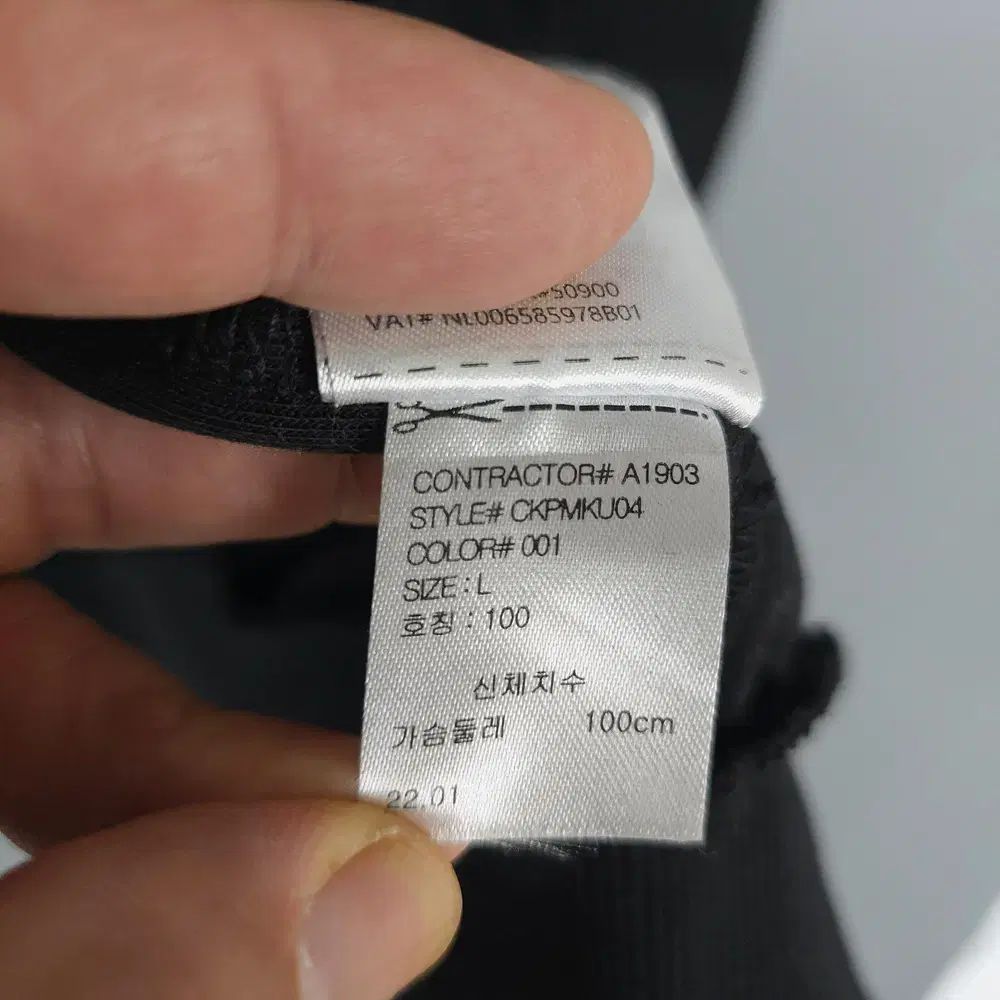 #50900
VAT# NL006585978B01
CONTRACTOR# A1903
STYLE# CKPMKU04
COLOR# 001
SIZE : L
호칭 : 100
신체치수
가슴둘레 100cm
22.01